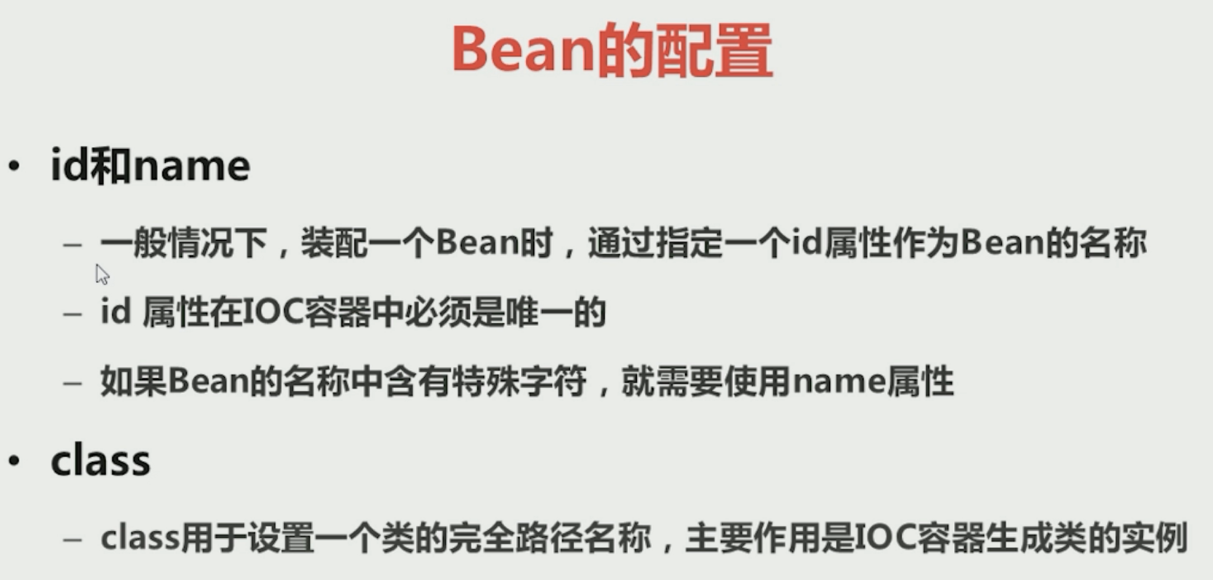 Bean的配置
• id和name
– 一般情况下，装配一个Bean时，通过指定一个id属性作为Bean的名称
– id 属性在IOC容器中必须是唯一的
– 如果Bean的名称中含有特殊字符，就需要使用name属性
• class
– class用于设置一个类的完全路径名称，主要作用是IOC容器生成类的实例